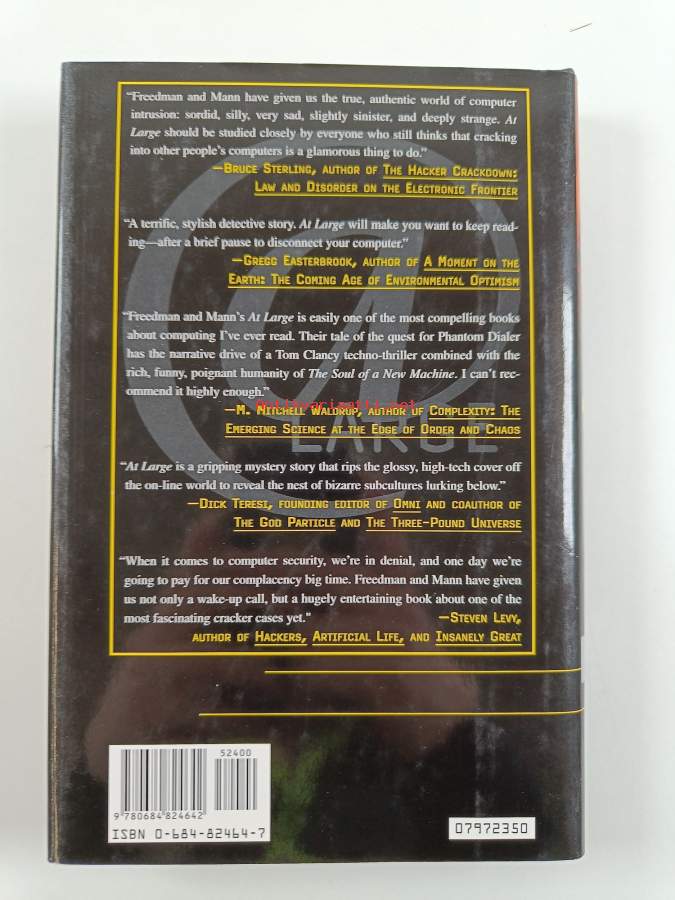 “Freedman and Mann have given us the true, authentic world of computer
intrusion: sordid, silly, very sad, slightly sinister, and deeply strange. At
Large should be studied closely by everyone who still thinks that cracking
into other people’s computers is a glamorous thing to do.”
—Bruce Sterling, author of The Hacker Crackdown:
Law and Disorder on the Electronic Frontier
“A terrific, stylish detective story. At Large will make you want to keep read-
ing—after a brief pause to disconnect your computer.”
—Gregg Easterbrook, author of A Moment on the
Earth: The Coming Age of Environmental Optimism
“Freedman and Mann’s At Large is easily one of the most compelling books
about computing I’ve ever read. Their tale of the quest for Phantom Dialer
has the narrative drive of a Tom Clancy techno-thriller combined with the
rich, funny, poignant humanity of The Soul of a New Machine. I can’t rec-
ommend it highly enough.”
Antikvariaatti.net
—M. Mitchell Waldrop, author of Complexity: The
Emerging Science at the Edge of Order and Chaos
@ LARGE
“At Large is a gripping mystery story that rips the glossy, high-tech cover off
the on-line world to reveal the nest of bizarre subcultures lurking below.”
—Dick Teresi, founding editor of Omni and coauthor of
The God Particle and The Three-Pound Universe
“When it comes to computer security, we’re in denial, and one day we’re
going to pay for our complacency big time. Freedman and Mann have given
us not only a wake-up call, but a hugely entertaining book about one of the
most fascinating cracker cases yet.” —Steven Levy,
author of Hackers, Artificial Life, and Insanely Great
52400
9 780684 824642
ISBN 0-684-82464-7
07972350